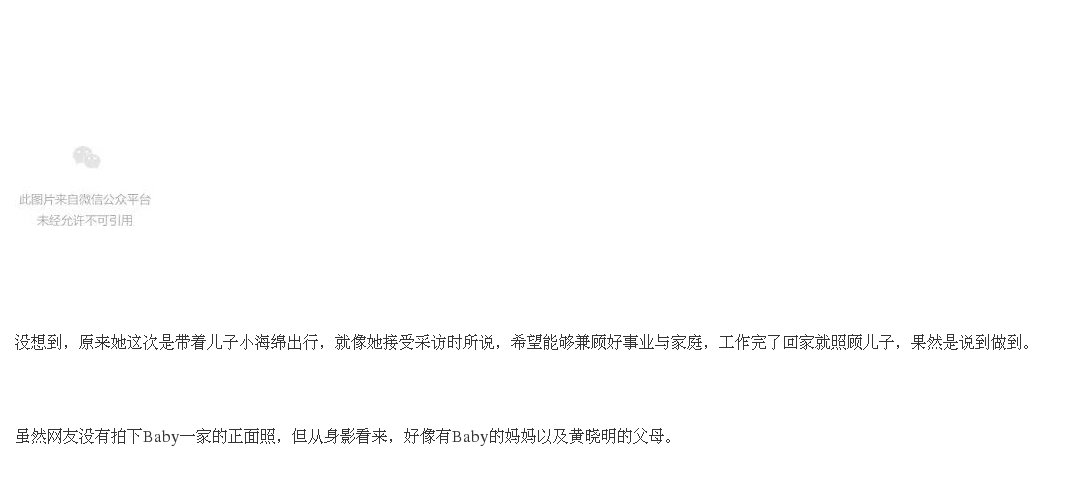 此图片来自微信公众平台
未经允许不可引用
没想到，原来她这次是带着儿子小海绵出行，就像她接受采访时所说，希望能够兼顾好事业与家庭，工作完了回家就照顾儿子，果然是说到做到。
虽然网友没有拍下Baby一家的正面照，但从身影看来，好像有Baby的妈妈以及黄晓明的父母。